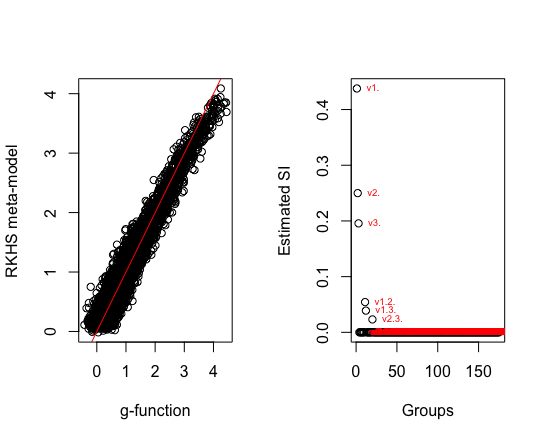 RKHS meta-model
4
3
2
1
0
0 1 2 3 4
g-function
Estimated SI
0.4
0.3
0.2
0.1
0.0
v1.
v2.
v3.
v1.2.
v1.3.
v2.3.
0 50 100 150
Groups